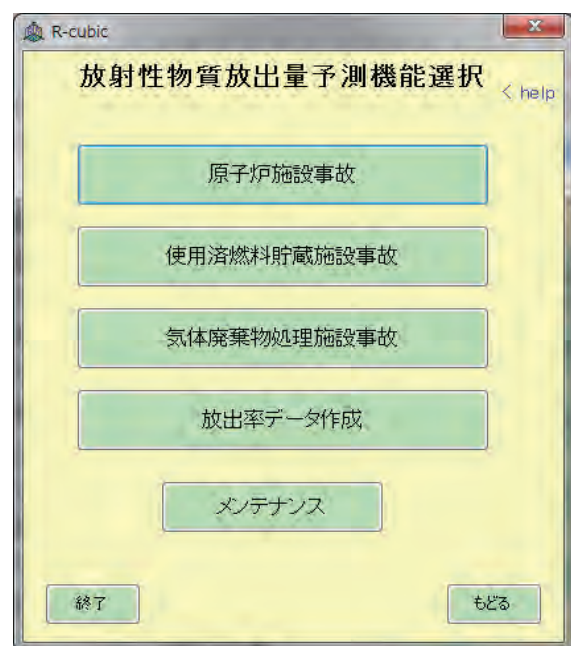 R-cubic
放射性物質放出量予測機能選択
< help
原子炉施設事故
使用済燃料貯蔵施設事故
気体廃棄物処理施設事故
放出率データ作成
メンテナンス
終了
もどる